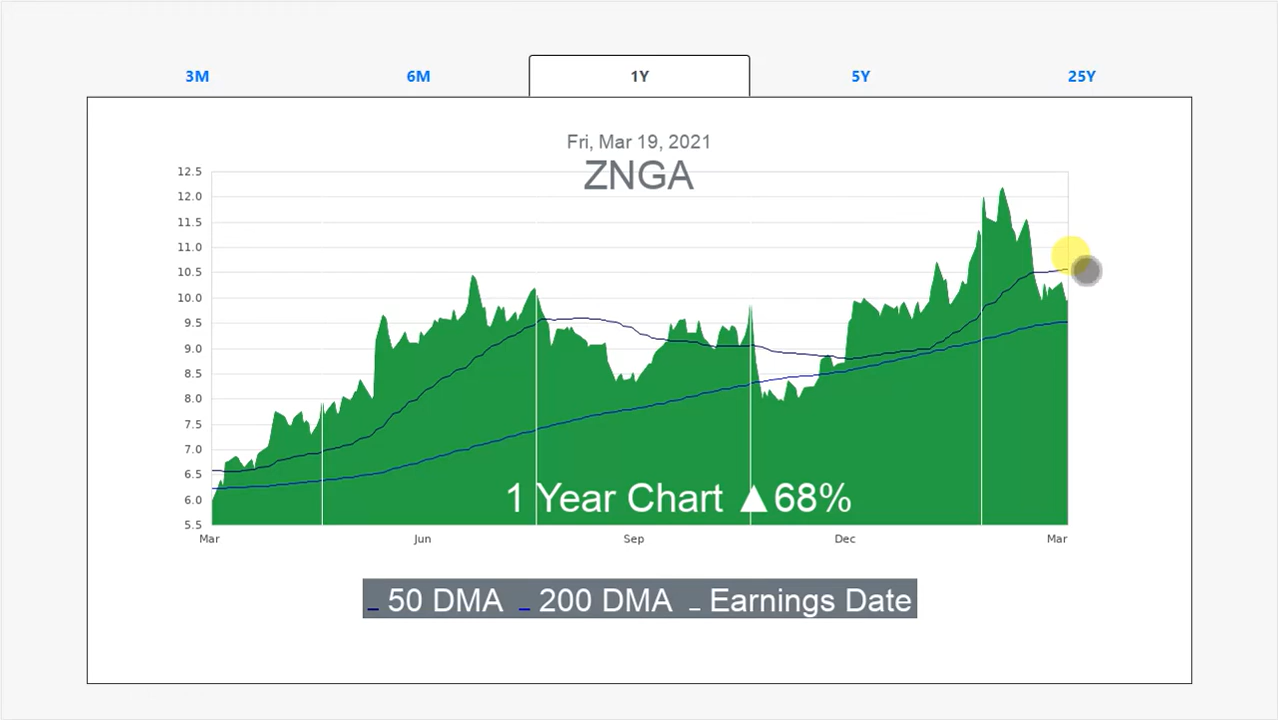 3M 6M 1Y 5Y 25Y
Fri, Mar 19, 2021
ZNGA
12.5
12.0
11.5
11.0
10.5
10.0
9.5
9.0
8.5
8.0
7.5
7.0
6.5
6.0
5.5
1 Year Chart ▲68%
Mar Jun Sep Dec Mar
50 DMA 200 DMA Earnings Date